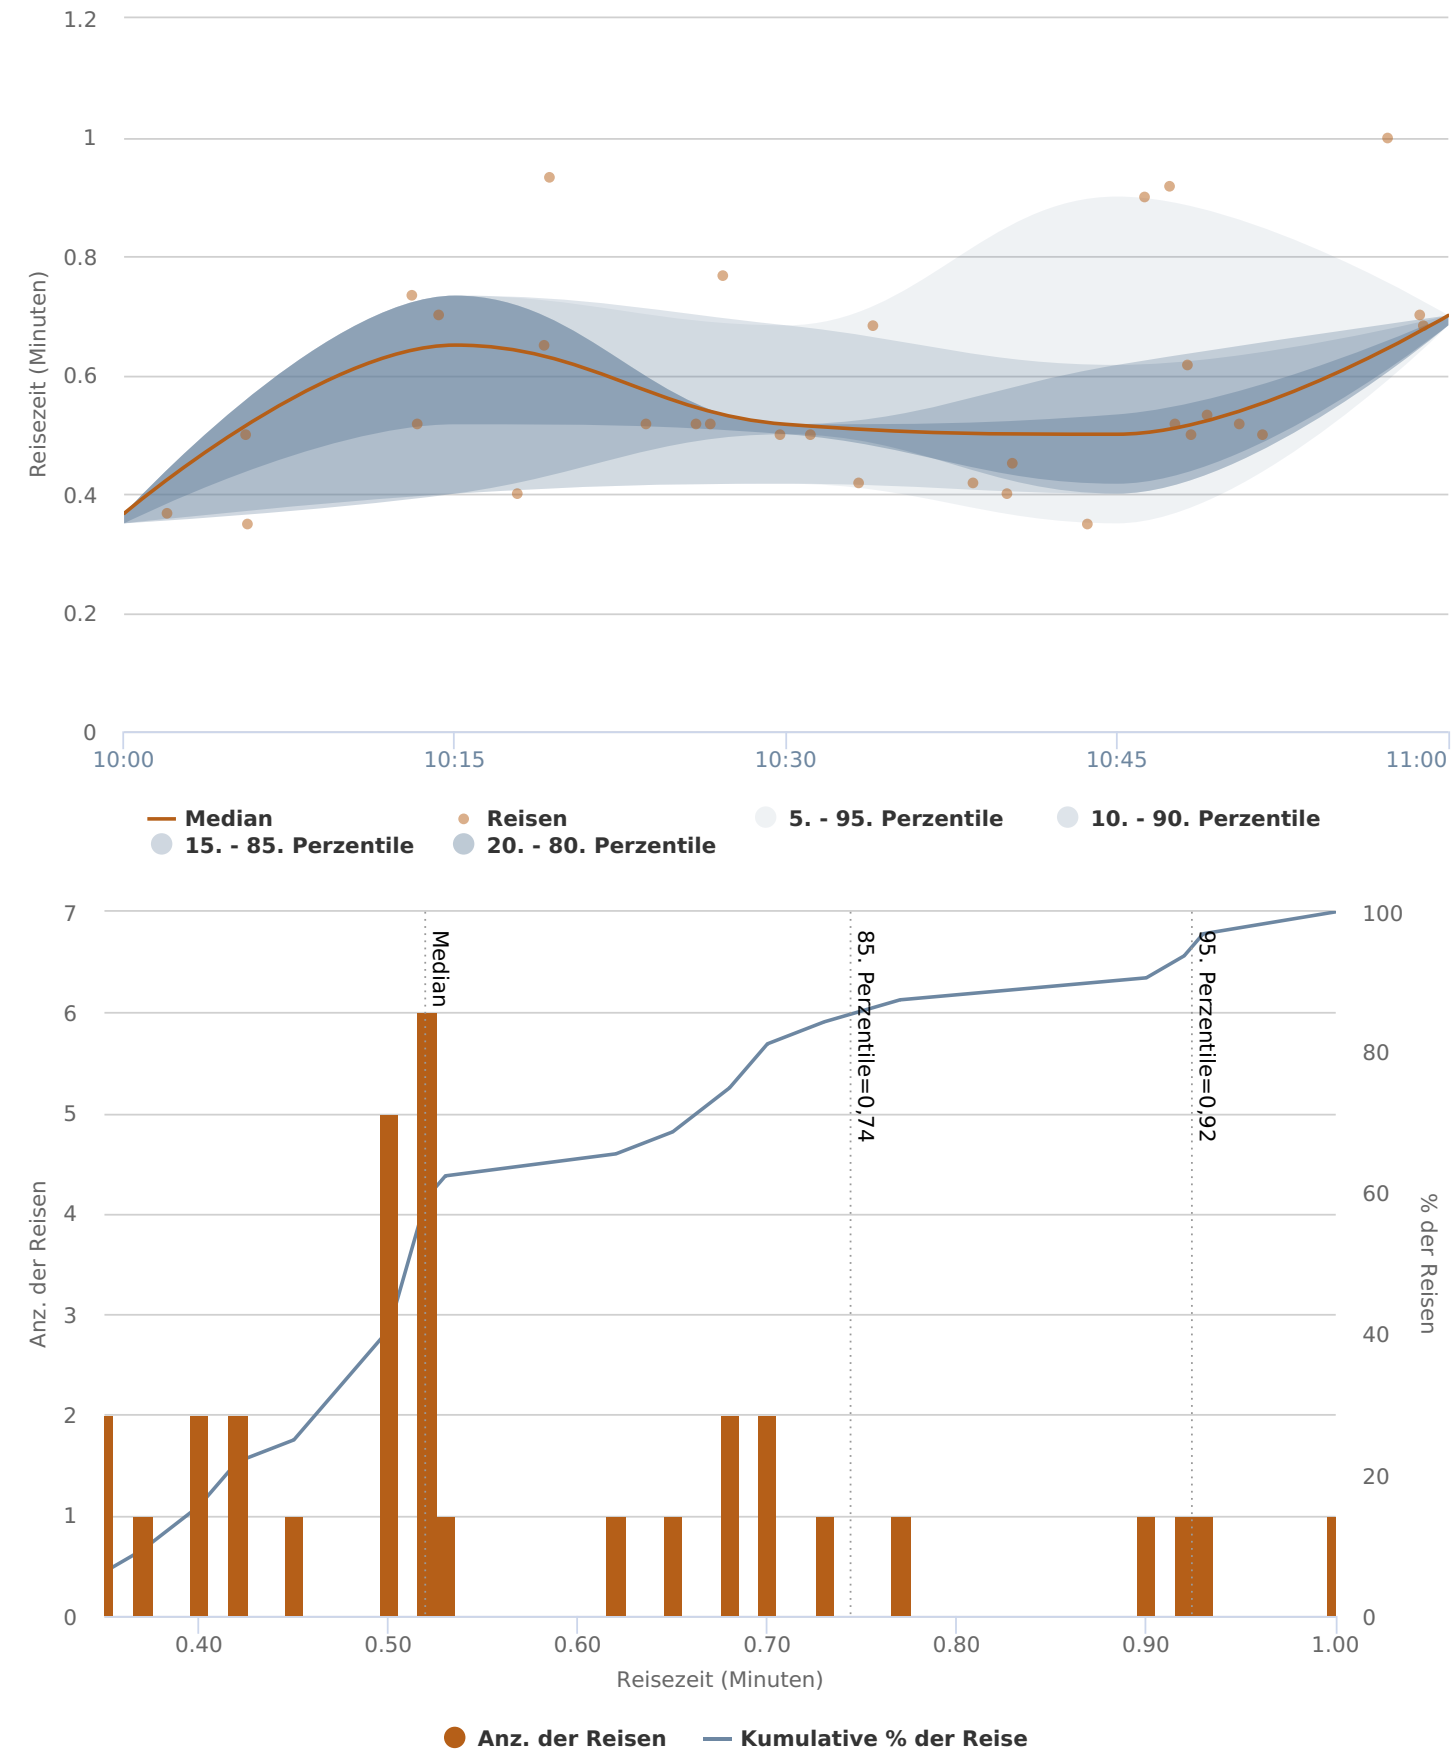 1.2
1
0.8
0.6
0.4
0.2
0
Reisezeit (Minuten)
10:00 10:15 10:30 10:45 11:00
Median Reisen 5. - 95. Perzentile 10. - 90. Perzentile
15. - 85. Perzentile 20. - 80. Perzentile
7
6
5
4
3
2
1
0
Anz. der Reisen
Median
85. Perzentile=0,74
95. Perzentile=0,92
100
80
60
40
20
0
% der Reisen
0.40 0.50 0.60 0.70 0.80 0.90 1.00
Reisezeit (Minuten)
Anz. der Reisen Kumulative % der Reise